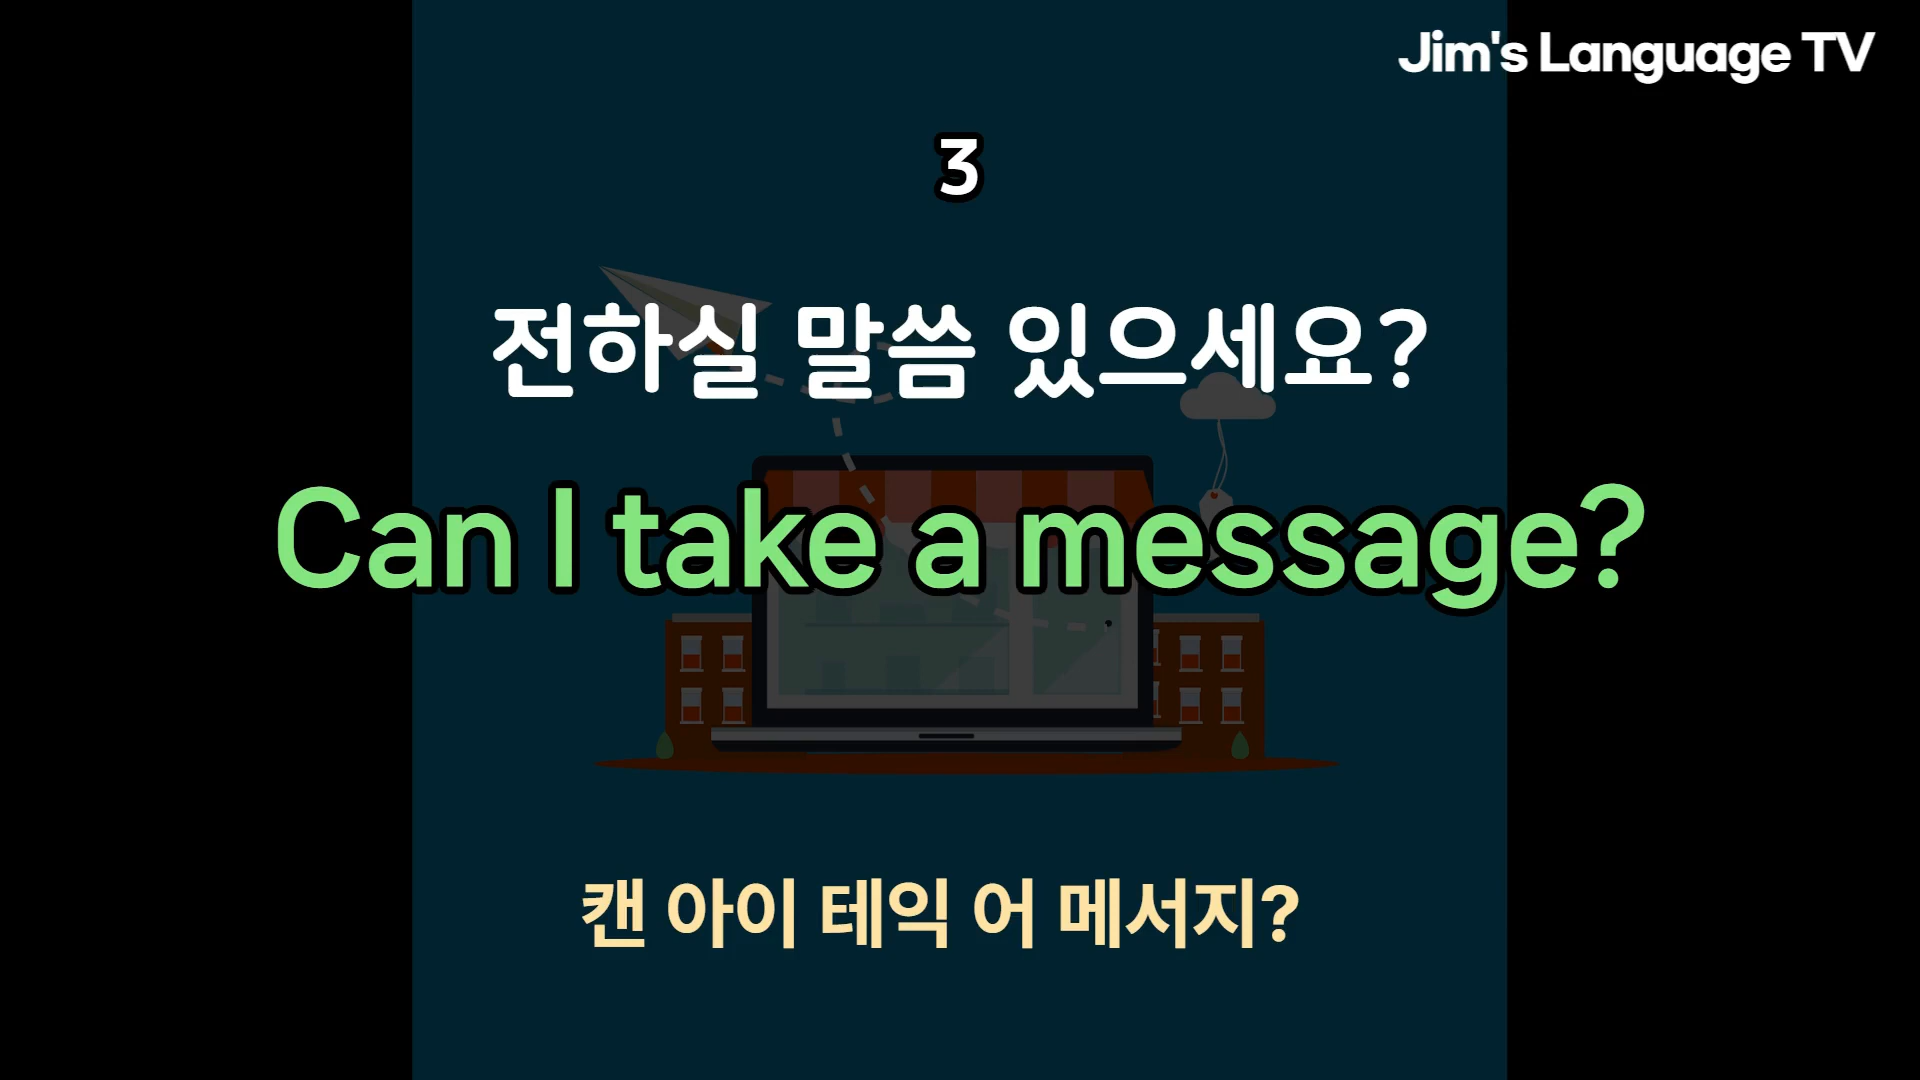 Jim's Language TV
3
전하실 말씀 있으세요?
Can I take a message?
캔 아이 테익 어 메서지?